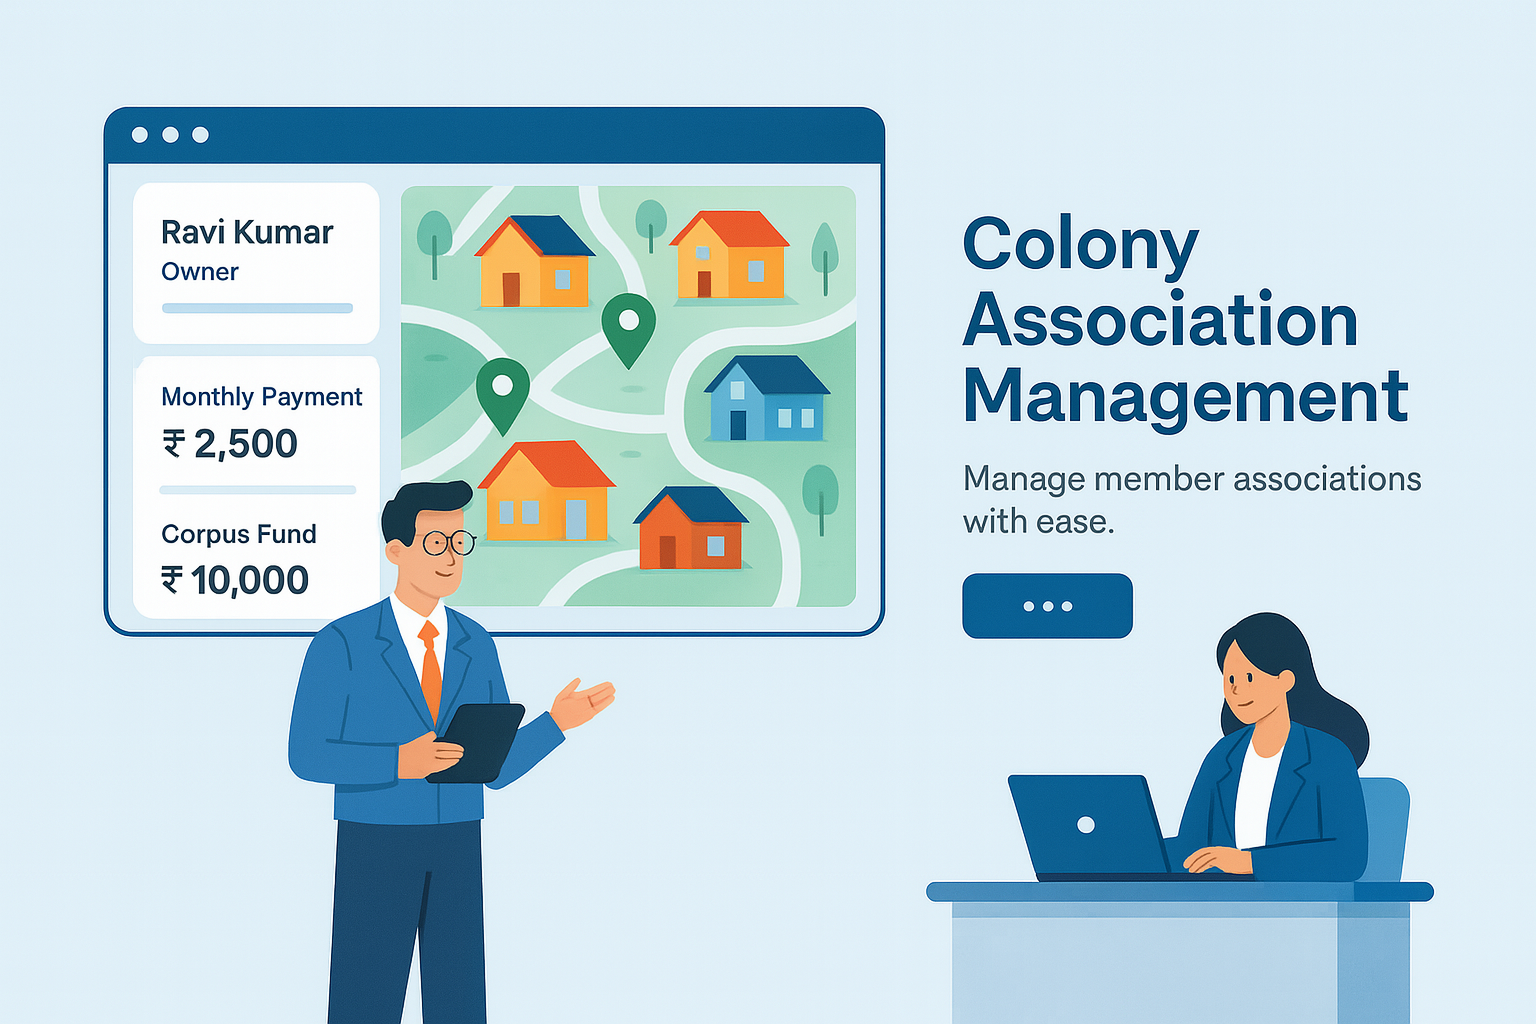 Ravi Kumar
Owner
Monthly Payment
₹ 2,500
Corpus Fund
₹ 10,000
Colony
Association
Management
Manage member associations
with ease.